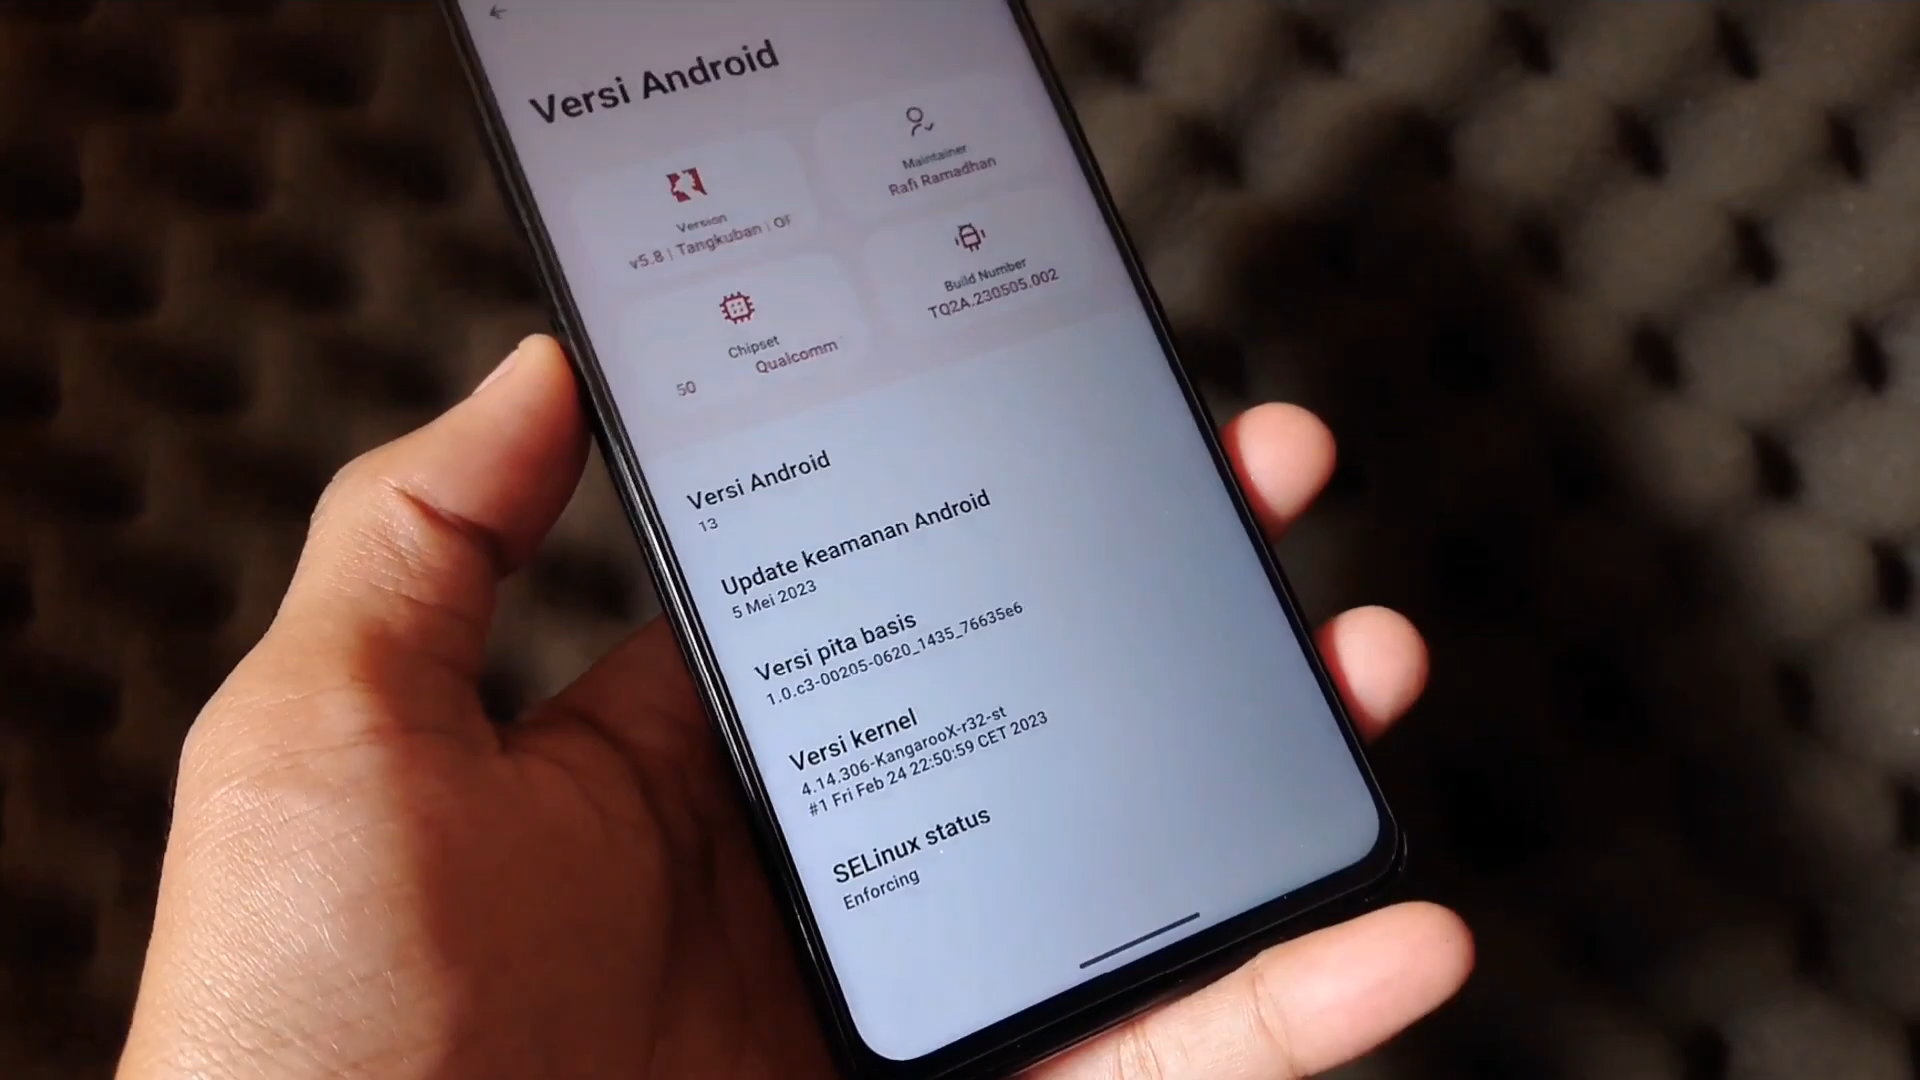 Versi Android
Version
v5.8 | Tangkuban | OF
Maintainer
Rafi Ramadhan
Chipset
50 Qualcomm
Build Number
TQ2A.230505.002
Versi Android
13
Update keamanan Android
5 Mei 2023
Versi pita basis
1.0.c3-00205-0620_1435_76635e6
Versi kernel
4.14.306-KangarooX-r32-st
#1 Fri Feb 24 22:50:59 CET 2023
SELinux status
Enforcing